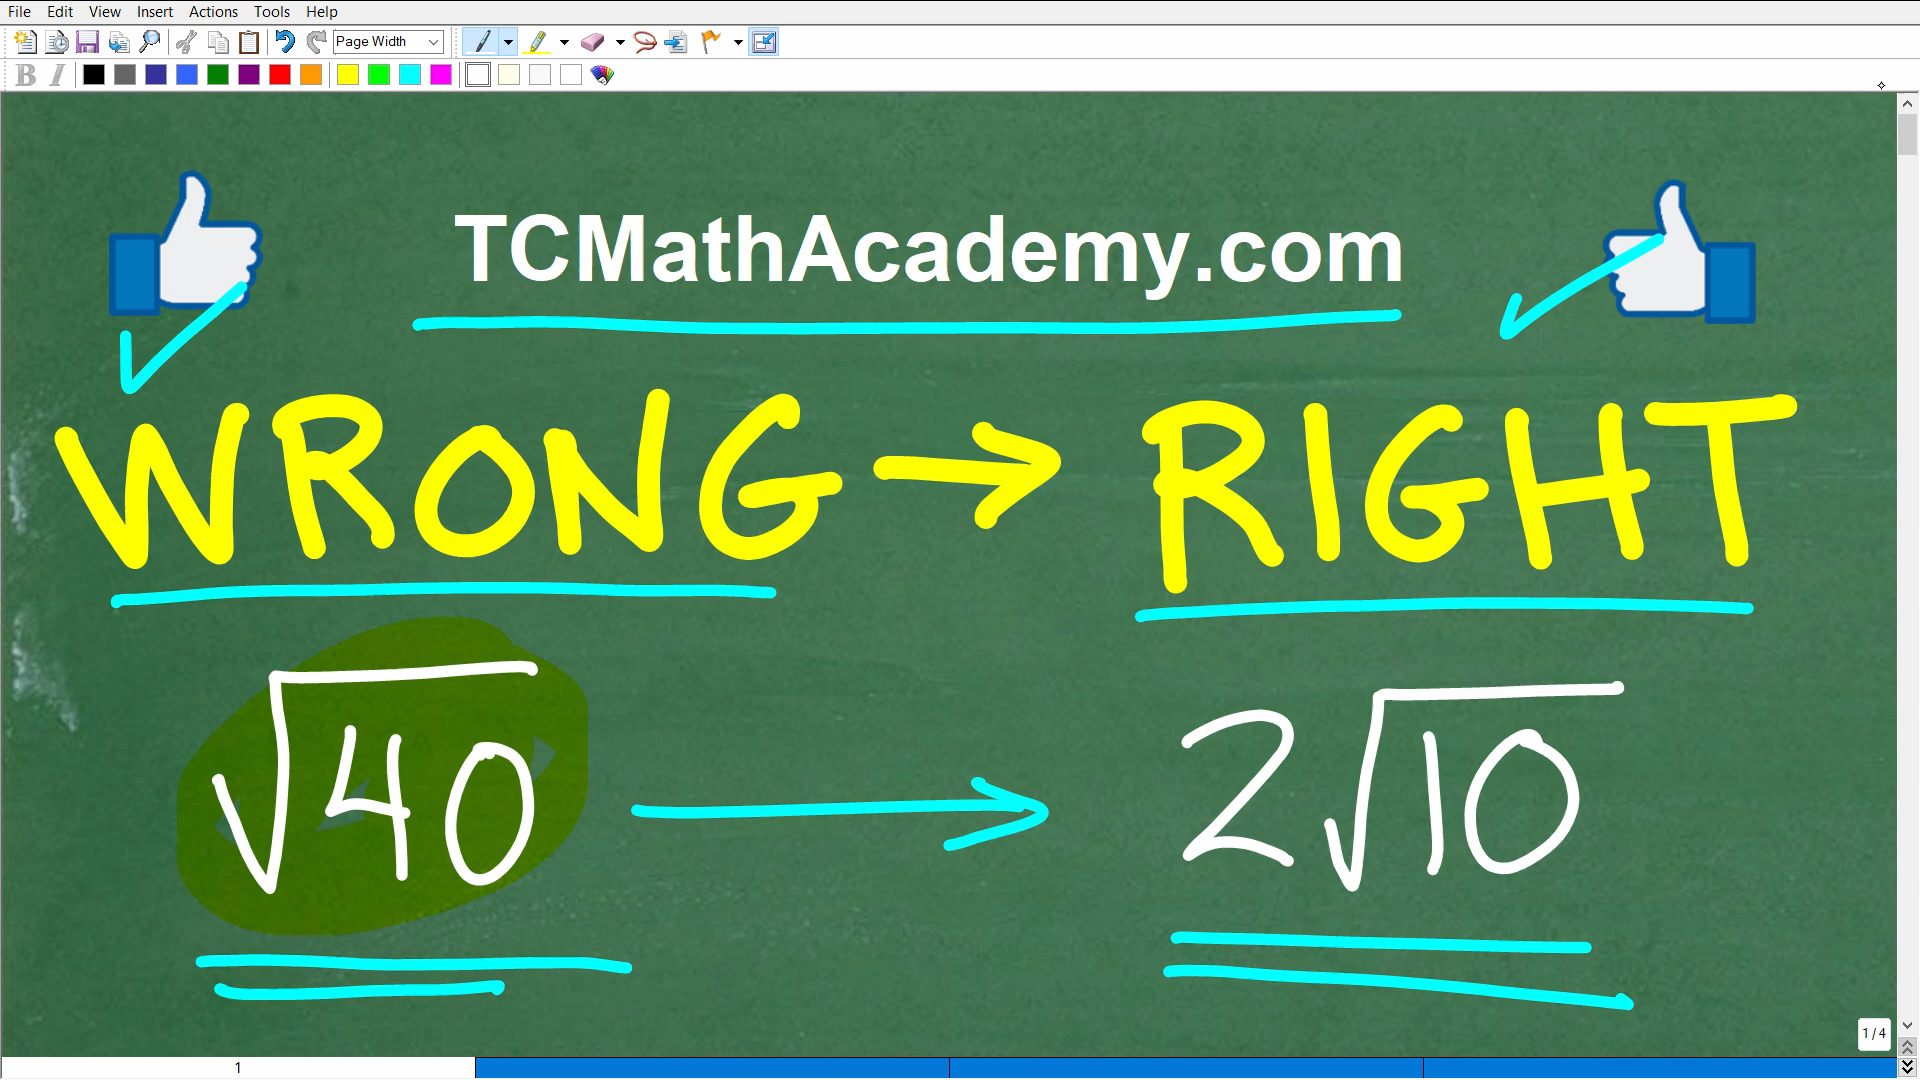 File Edit View Insert Actions Tools Help
Page Width
B I
TCMathAcademy.com
WRONG → RIGHT
√40 → 2√10
1 / 4
1